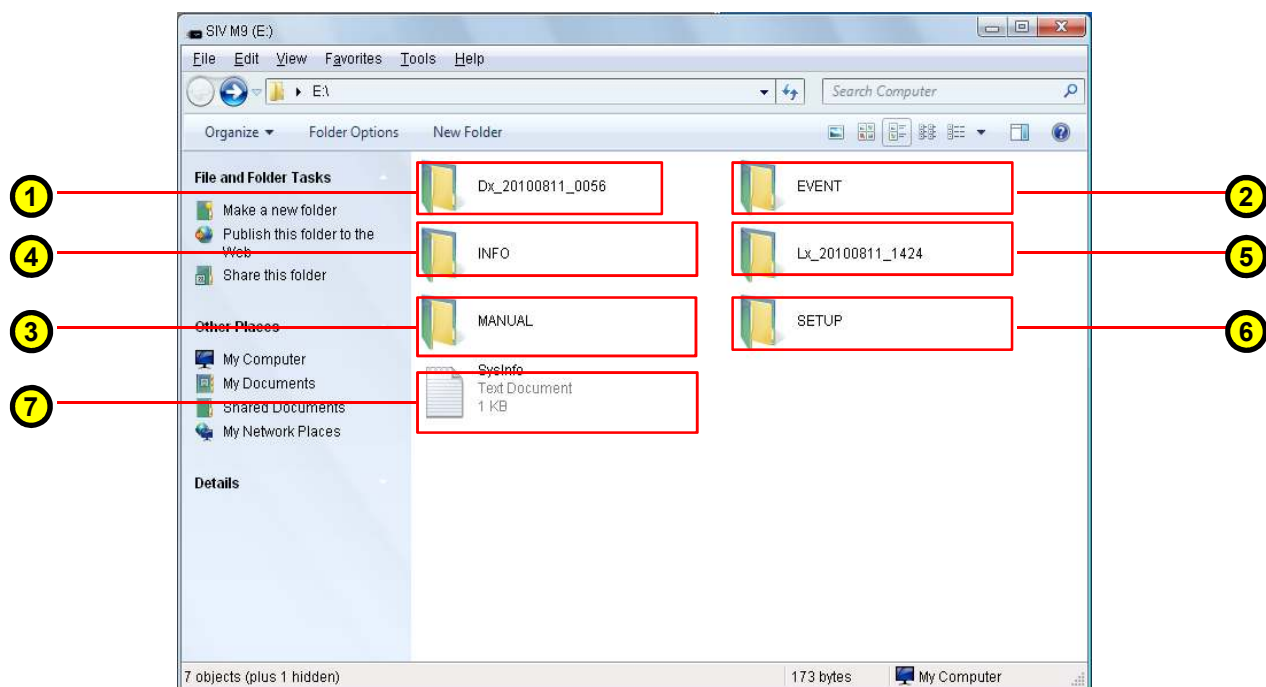 SIV M9 (E:)
File Edit View Favorites Tools Help
E:\
Search Computer
Organize Folder Options New Folder
File and Folder Tasks
Make a new folder
Publish this folder to the
Web
Share this folder
Other Places
My Computer
My Documents
Shared Documents
My Network Places
Details
Dx_20100811_0056
EVENT
INFO
Lx_20100811_1424
MANUAL
SETUP
SysInfo
Text Document
1 KB
7 objects (plus 1 hidden)
173 bytes
My Computer
1
4
3
7
2
5
6